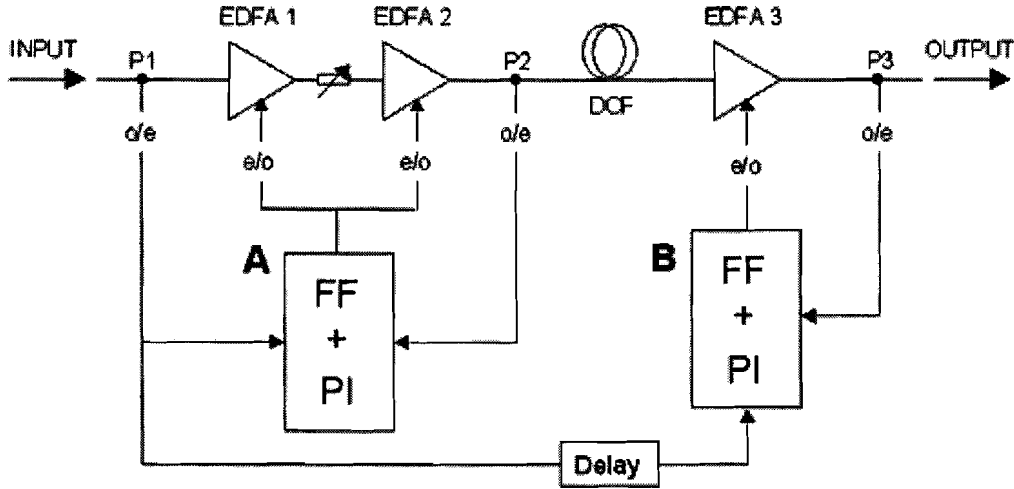 EDFA 1
EDFA 2
EDFA 3
INPUT
P1
P2
DCF
P3
OUTPUT
o/e
e/o
e/o
o/e
e/o
o/e
A
FF
+
PI
B
FF
+
PI
Delay